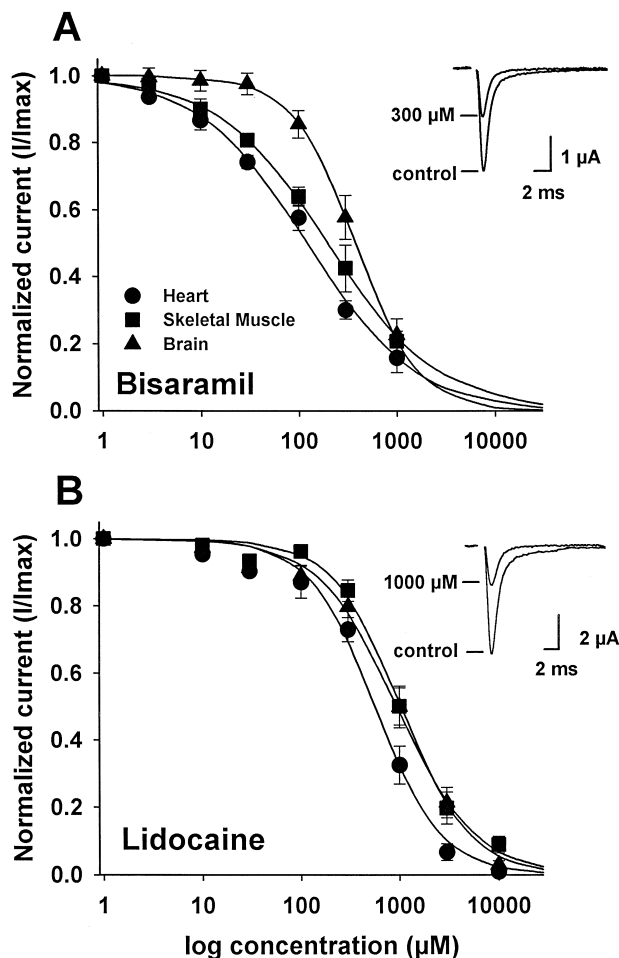 A
Normalized current (I/Imax)
1.0
0.8
0.6
0.4
0.2
0.0
300 µM
control
1 µA
2 ms
Heart
Skeletal Muscle
Brain
Bisaramil
1 10 100 1000 10000
B
Normalized current (I/Imax)
1.0
0.8
0.6
0.4
0.2
0.0
1000 µM
control
2 µA
2 ms
Lidocaine
1 10 100 1000 10000
log concentration (µM)